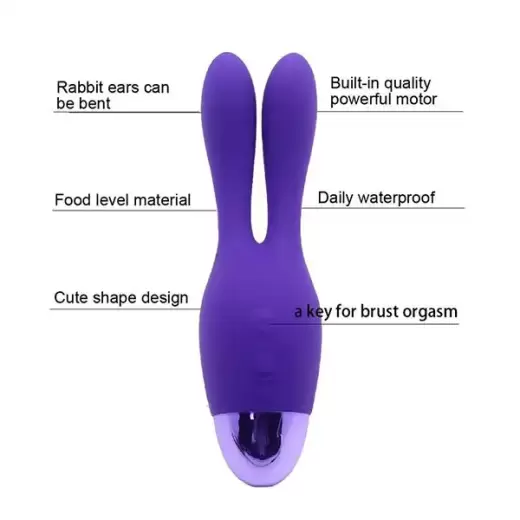 Rabbit ears can
be bent
Built-in quality
powerful motor
Food level material
Daily waterproof
Cute shape design
a key for brust orgasm